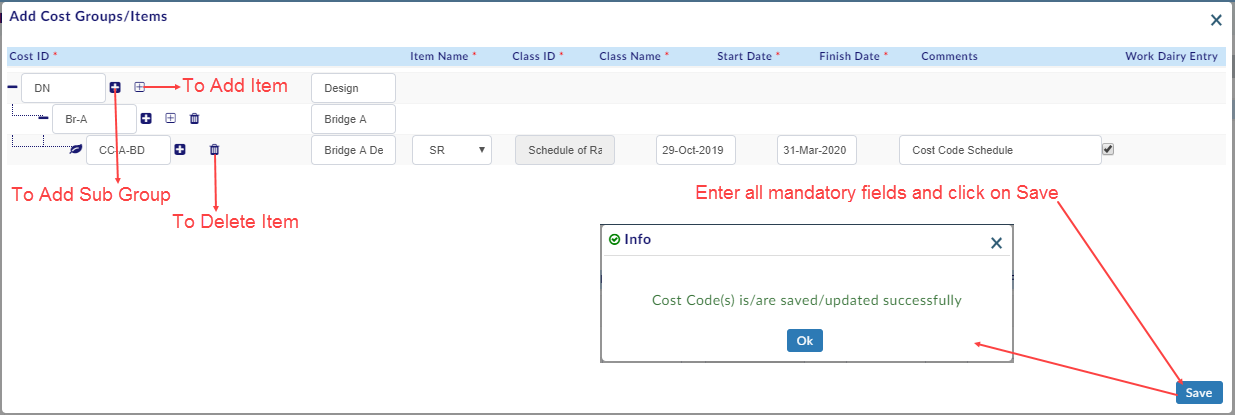 Add Cost Groups/Items
Cost ID * Item Name * Class ID * Class Name * Start Date * Finish Date * Comments Work Dairy Entry
DN To Add Item Design
Br-A Bridge A
CC-A-BD Bridge A De SR Schedule of Ra 29-Oct-2019 31-Mar-2020 Cost Code Schedule
To Add Sub Group Enter all mandatory fields and click on Save
To Delete Item
Info
Cost Code(s) is/are saved/updated successfully
Ok
Save